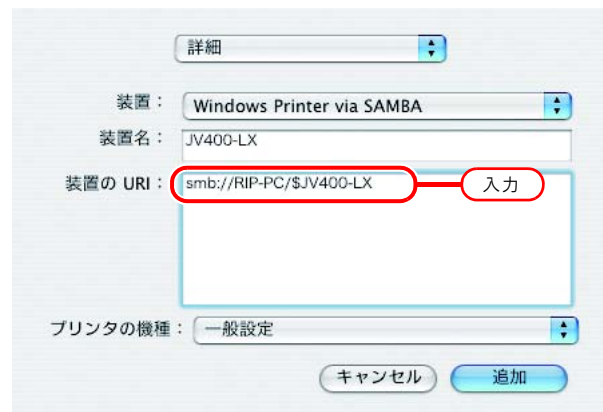 詳細
装置： Windows Printer via SAMBA
装置名： JV400-LX
装置の URI： smb://RIP-PC/$JV400-LX 入力
プリンタの機種： 一般設定
キャンセル 追加